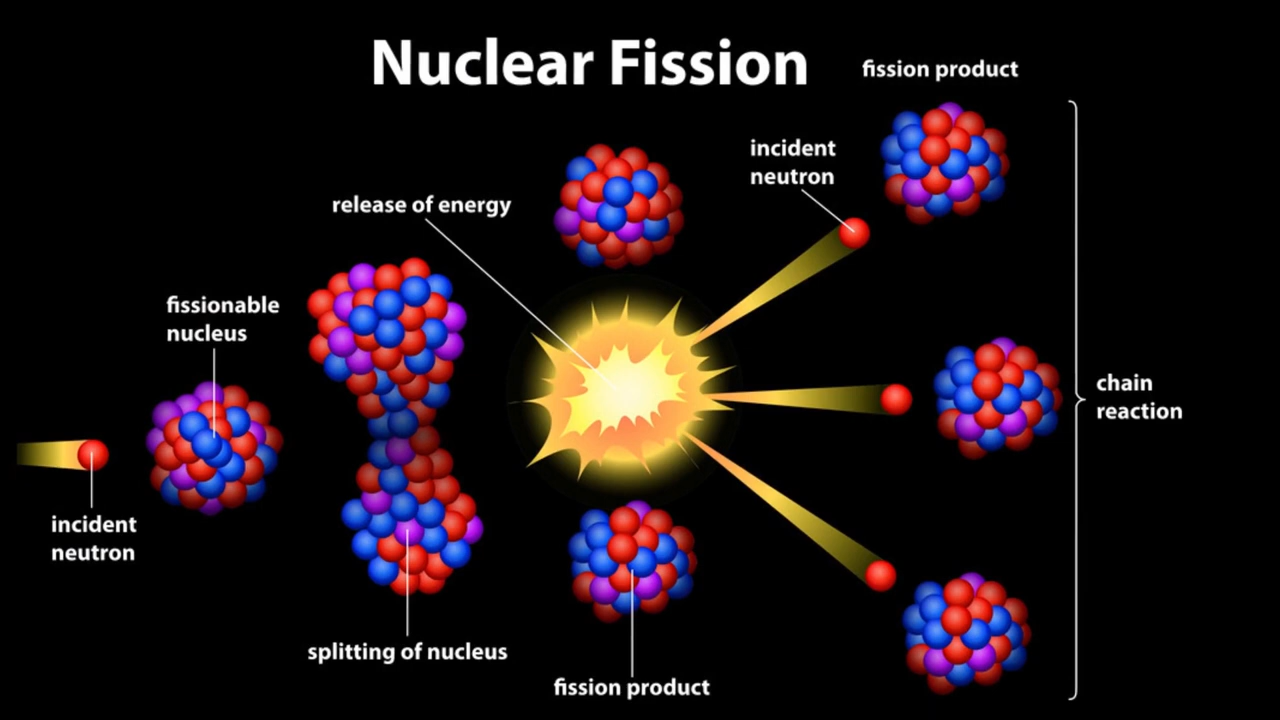 Nuclear Fission
fission product
incident
neutron
release of energy
fissionable
nucleus
chain
reaction
incident
neutron
splitting of nucleus
fission product